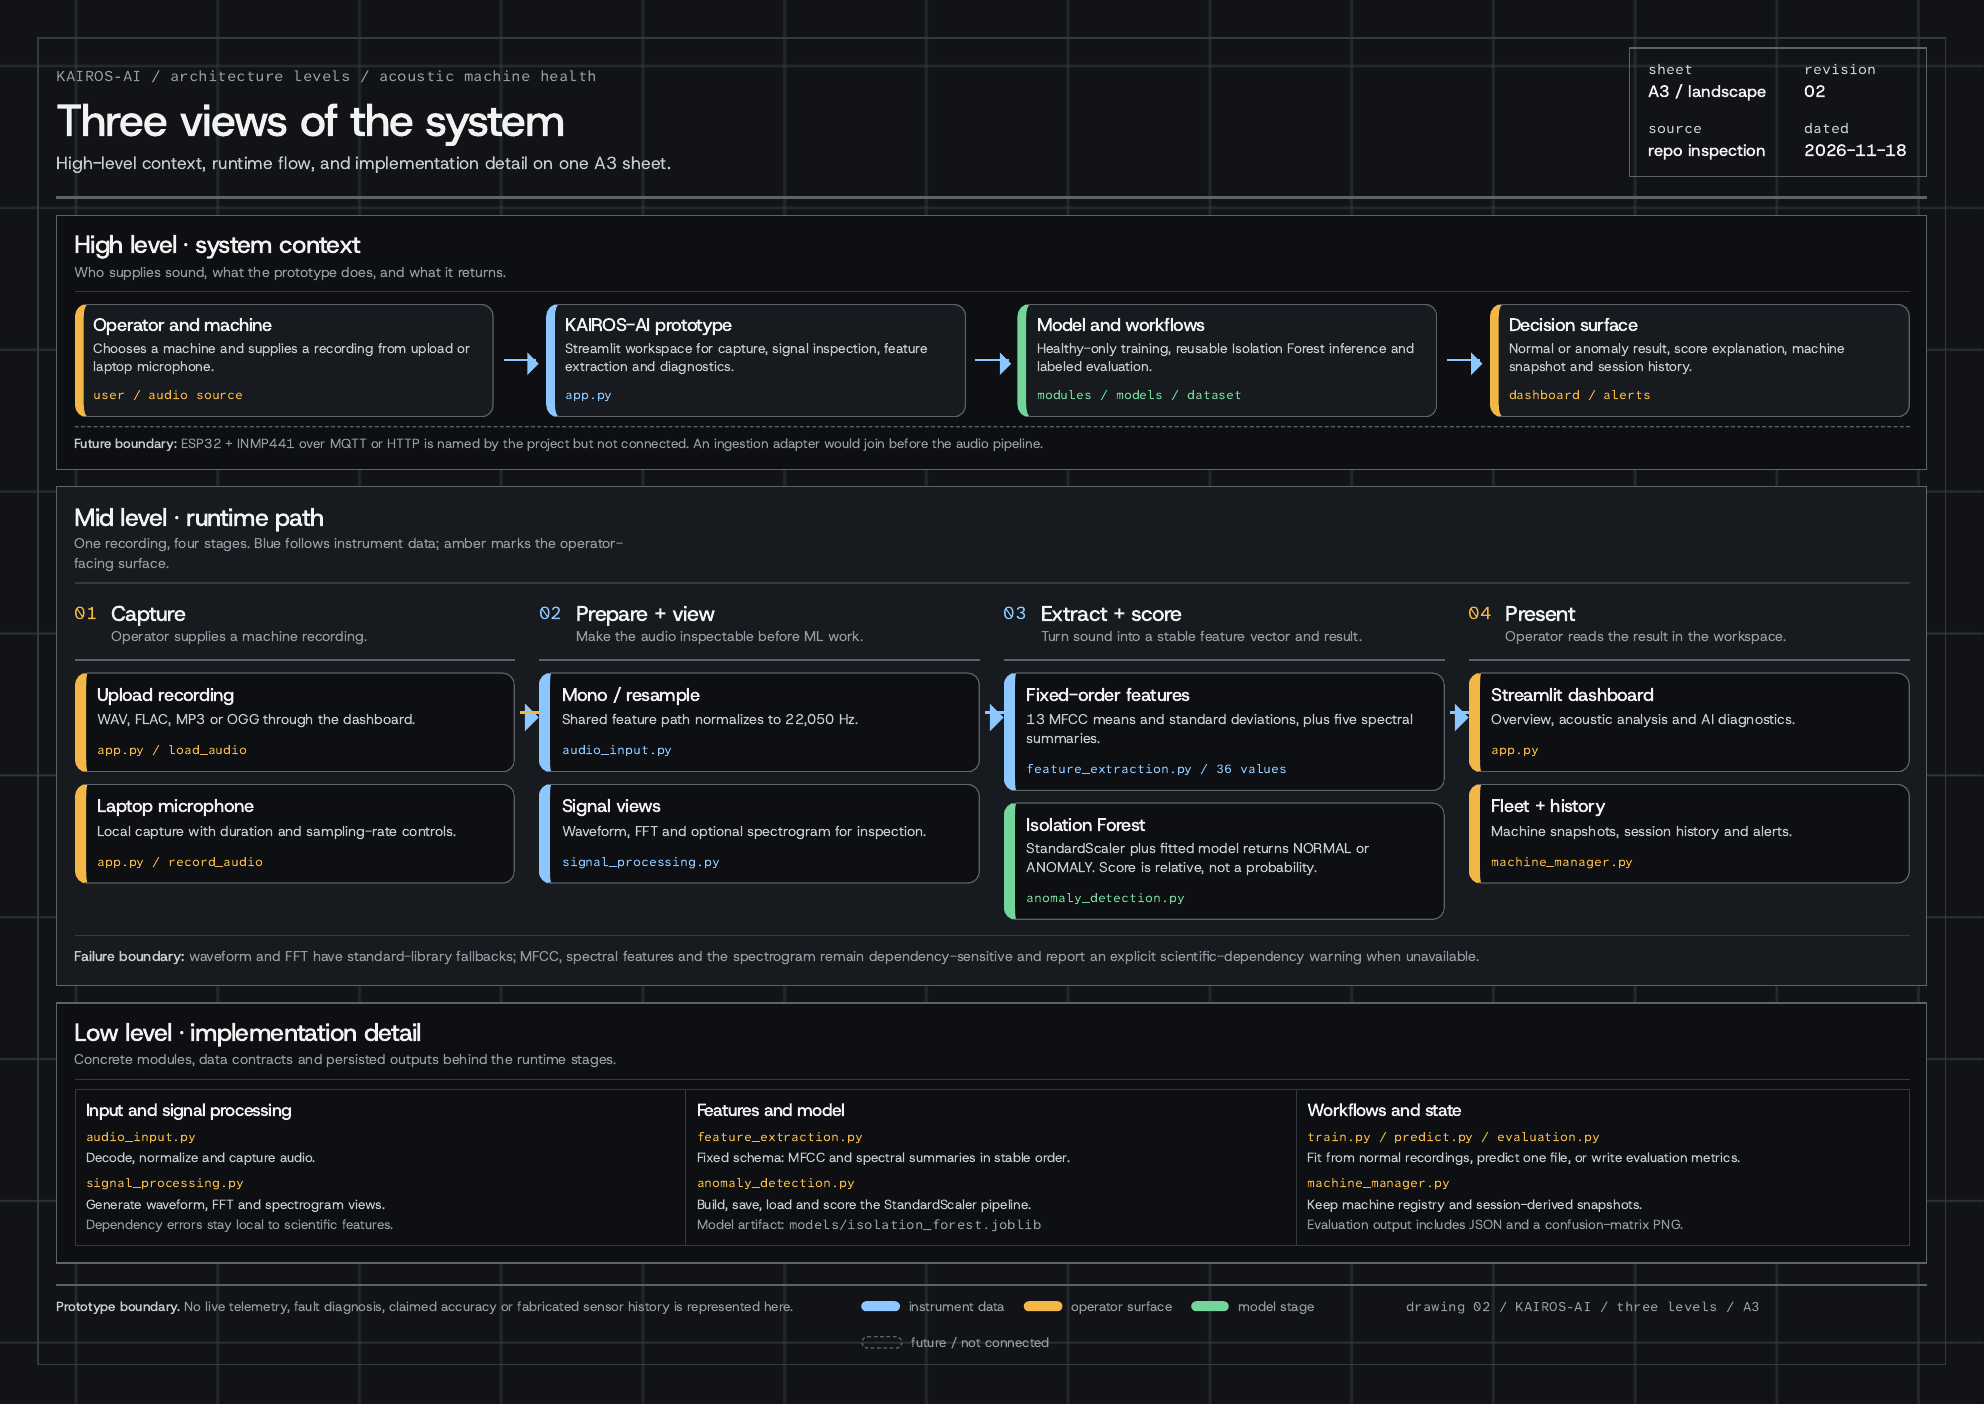 KAIROS-AI / architecture levels / acoustic machine health
Three views of the system
High-level context, runtime flow, and implementation detail on one A3 sheet.
sheet
A3 / landscape
revision
02
source
repo inspection
dated
2026-11-18
High level · system context
Who supplies sound, what the prototype does, and what it returns.
Operator and machine
Chooses a machine and supplies a recording from upload or
laptop microphone.
user / audio source
KAIROS-AI prototype
Streamlit workspace for capture, signal inspection, feature
extraction and diagnostics.
app.py
Model and workflows
Healthy-only training, reusable Isolation Forest inference and
labeled evaluation.
modules / models / dataset
Decision surface
Normal or anomaly result, score explanation, machine
snapshot and session history.
dashboard / alerts
Future boundary: ESP32 + INMP441 over MQTT or HTTP is named by the project but not connected. An ingestion adapter would join before the audio pipeline.
Mid level · runtime path
One recording, four stages. Blue follows instrument data; amber marks the operator-
facing surface.
01 Capture
Operator supplies a machine recording.
Upload recording
WAV, FLAC, MP3 or OGG through the dashboard.
app.py / load_audio
Laptop microphone
Local capture with duration and sampling-rate controls.
app.py / record_audio
02 Prepare + view
Make the audio inspectable before ML work.
Mono / resample
Shared feature path normalizes to 22,050 Hz.
audio_input.py
Signal views
Waveform, FFT and optional spectrogram for inspection.
signal_processing.py
03 Extract + score
Turn sound into a stable feature vector and result.
Fixed-order features
13 MFCC means and standard deviations, plus five spectral
summaries.
feature_extraction.py / 36 values
Isolation Forest
StandardScaler plus fitted model returns NORMAL or
ANOMALY. Score is relative, not a probability.
anomaly_detection.py
04 Present
Operator reads the result in the workspace.
Streamlit dashboard
Overview, acoustic analysis and AI diagnostics.
app.py
Fleet + history
Machine snapshots, session history and alerts.
machine_manager.py
Failure boundary: waveform and FFT have standard-library fallbacks; MFCC, spectral features and the spectrogram remain dependency-sensitive and report an explicit scientific-dependency warning when unavailable.
Low level · implementation detail
Concrete modules, data contracts and persisted outputs behind the runtime stages.
Input and signal processing
audio_input.py
Decode, normalize and capture audio.
signal_processing.py
Generate waveform, FFT and spectrogram views.
Dependency errors stay local to scientific features.
Features and model
feature_extraction.py
Fixed schema: MFCC and spectral summaries in stable order.
anomaly_detection.py
Build, save, load and score the StandardScaler pipeline.
Model artifact: models/isolation_forest.joblib
Workflows and state
train.py / predict.py / evaluation.py
Fit from normal recordings, predict one file, or write evaluation metrics.
machine_manager.py
Keep machine registry and session-derived snapshots.
Evaluation output includes JSON and a confusion-matrix PNG.
Prototype boundary. No live telemetry, fault diagnosis, claimed accuracy or fabricated sensor history is represented here.
instrument data
operator surface
model stage
future / not connected
drawing 02 / KAIROS-AI / three levels / A3